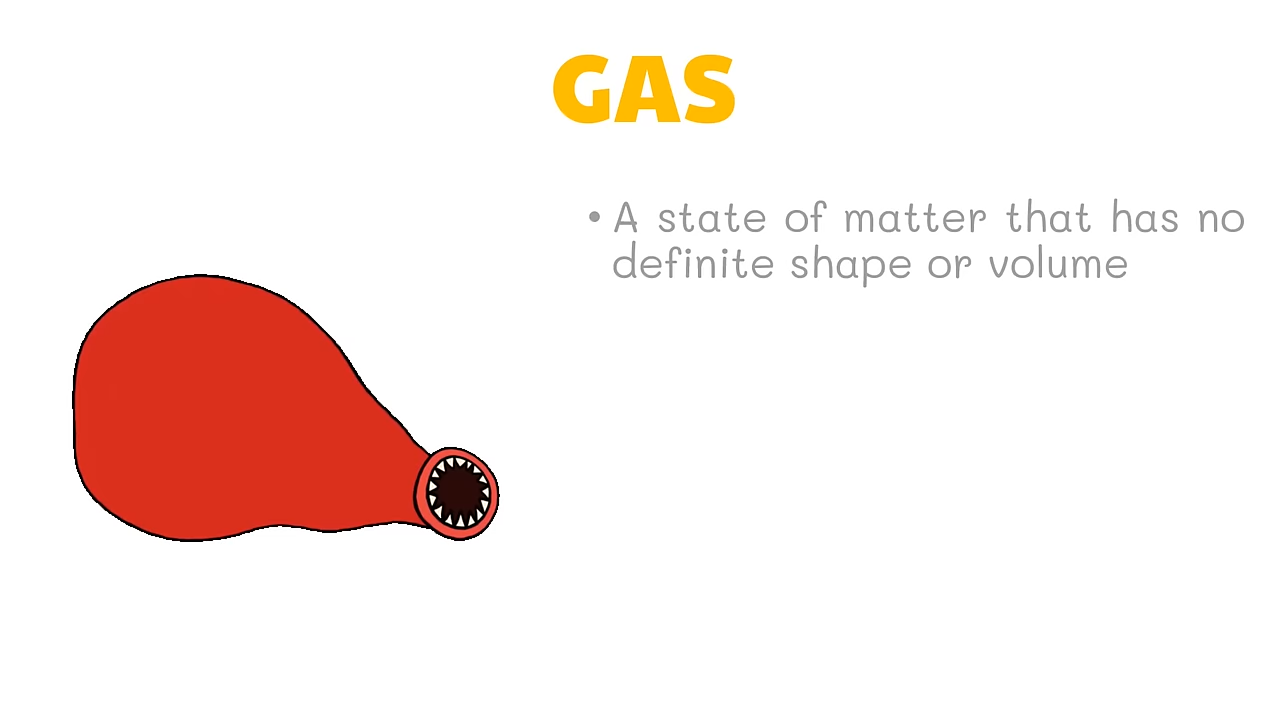 GAS
• A state of matter that has no
definite shape or volume